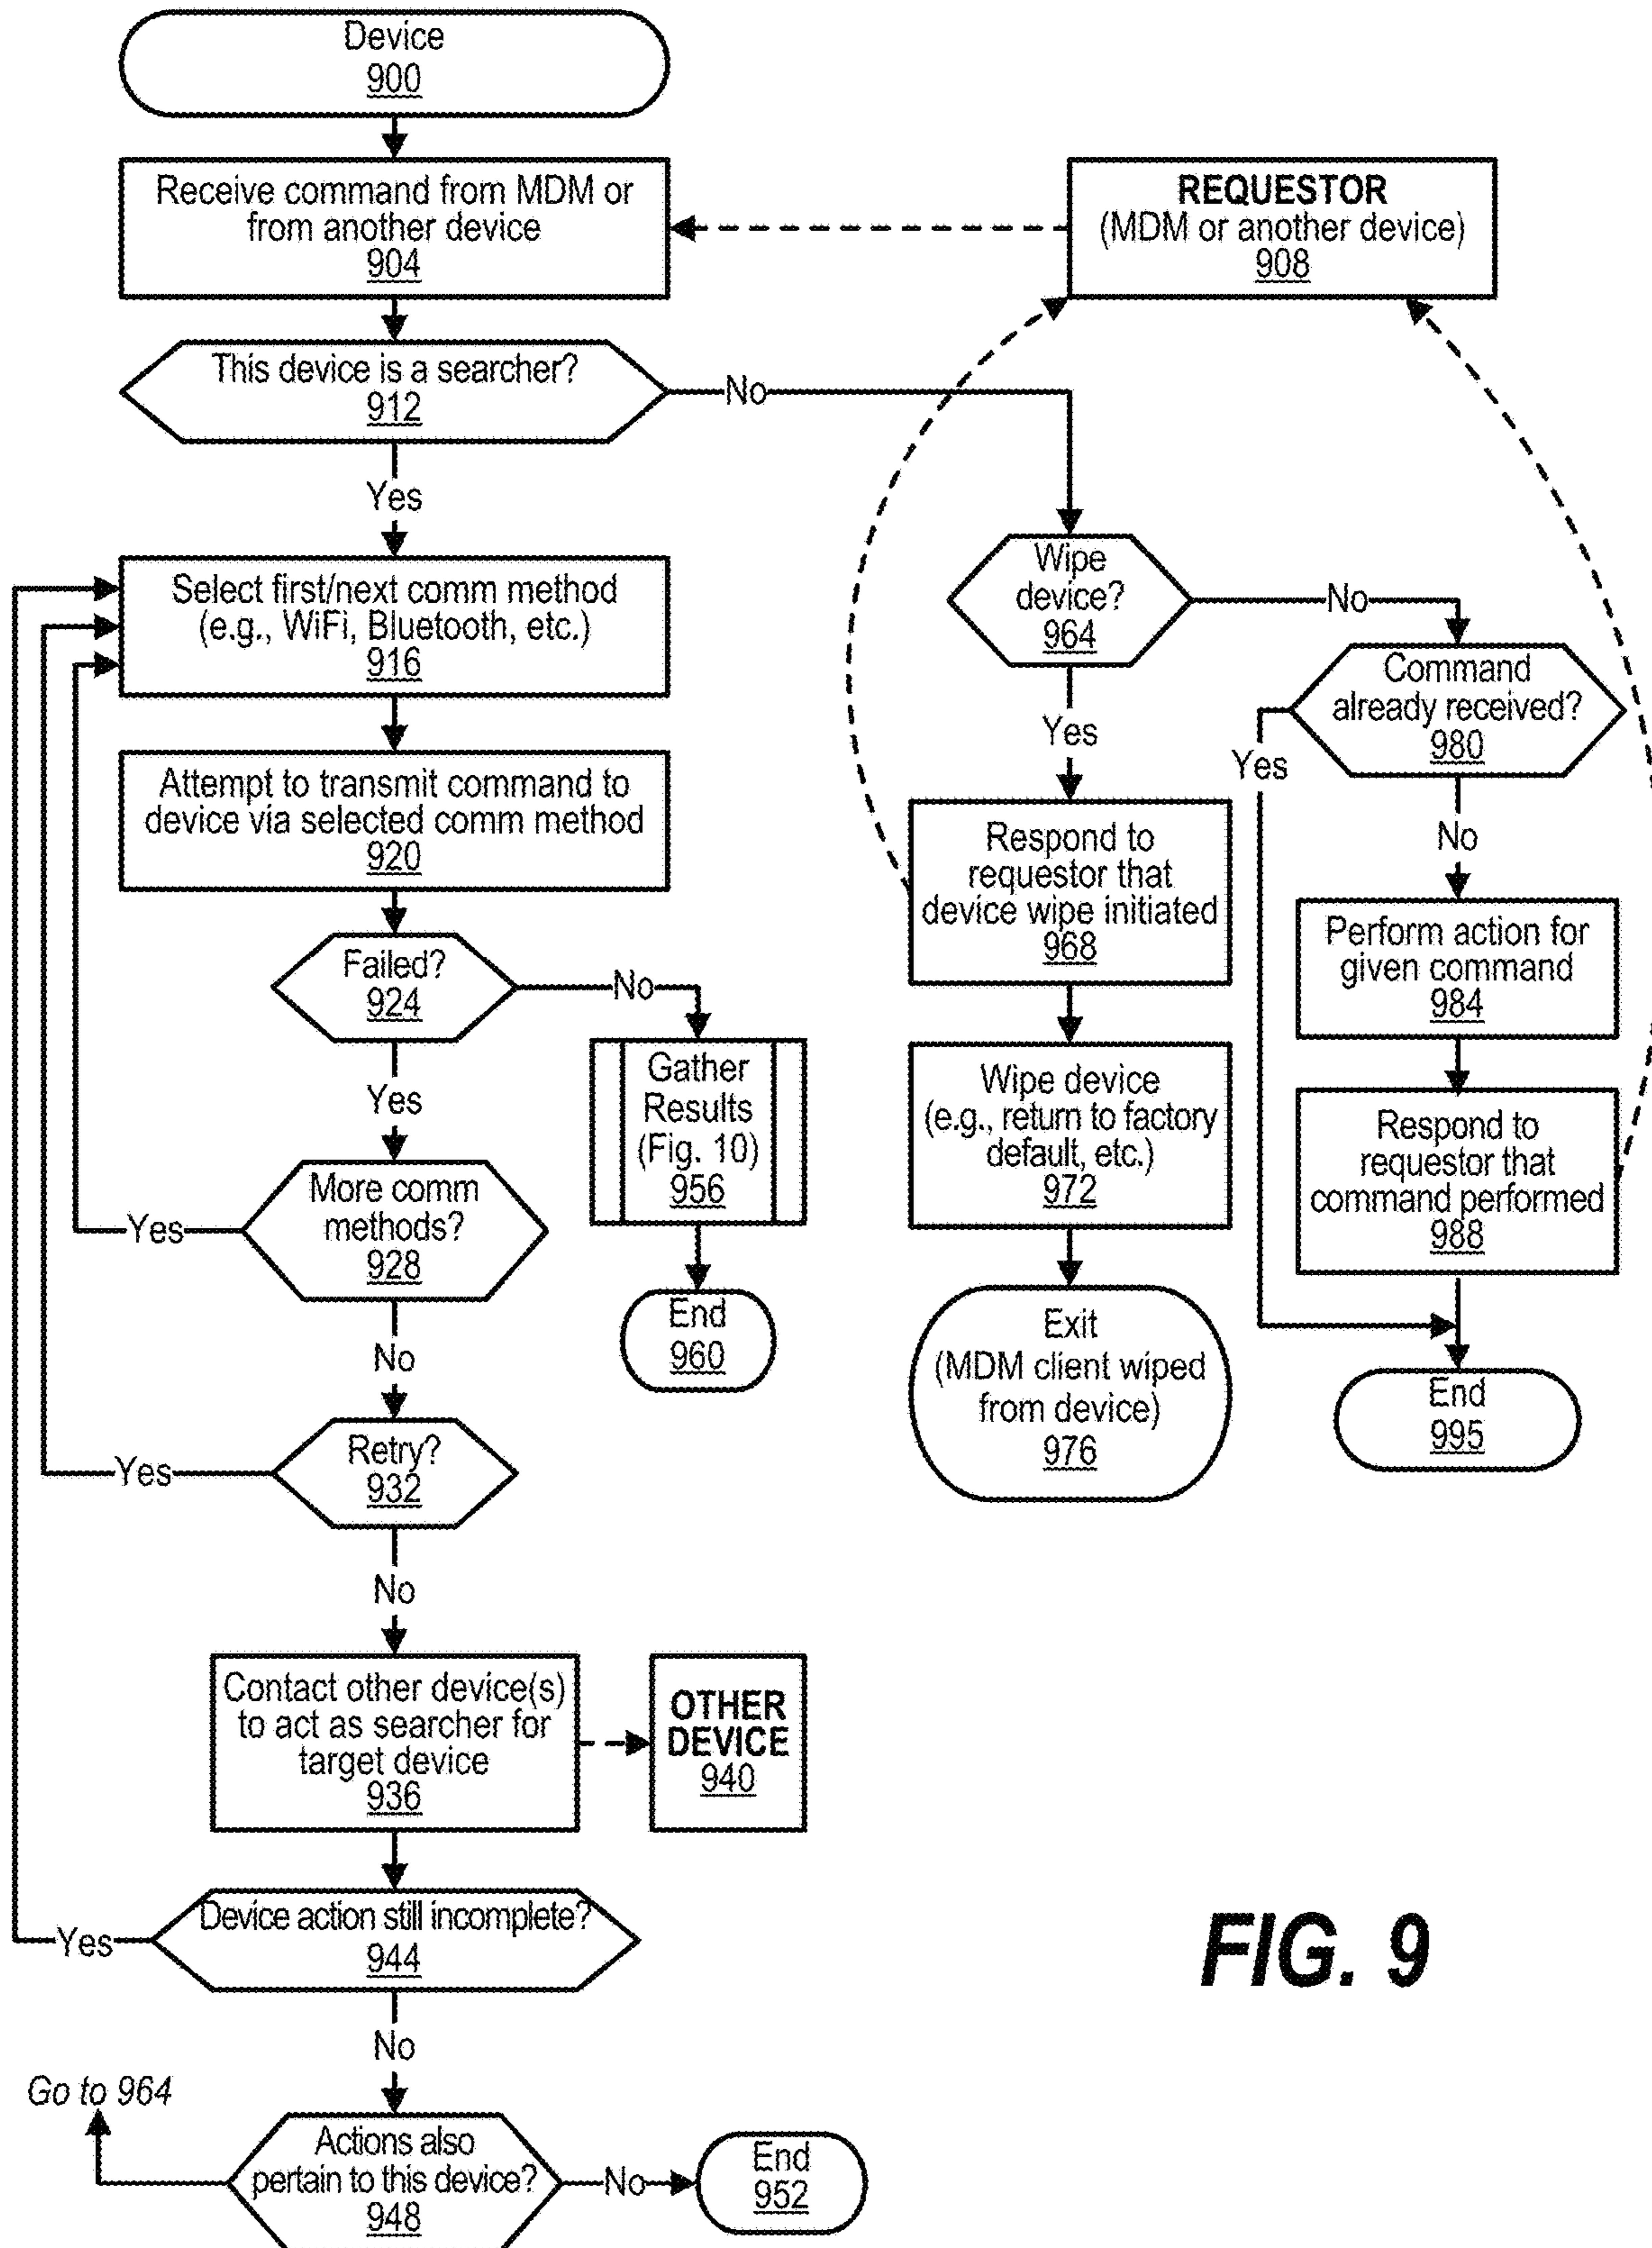 Device
900
Receive command from MDM or
from another device
904
REQUESTOR
(MDM or another device)
908
This device is a searcher?
912
No
Yes
Select first/next comm method
(e.g., WiFi, Bluetooth, etc.)
916
Attempt to transmit command to
device via selected comm method
920
Failed?
924
No
Yes
Gather
Results
(Fig. 10)
956
End
960
More comm
methods?
928
Yes
No
Retry?
932
Yes
No
Contact other device(s)
to act as searcher for
target device
936
OTHER
DEVICE
940
Device action still incomplete?
944
Yes
No
Go to 964
Actions also
pertain to this device?
948
No
End
952
Wipe
device?
964
No
Yes
Respond to
requestor that
device wipe initiated
968
Wipe device
(e.g., return to factory
default, etc.)
972
Exit
(MDM client wiped
from device)
976
Command
already received?
980
Yes
No
Perform action for
given command
984
Respond to
requestor that
command performed
988
End
995
FIG. 9